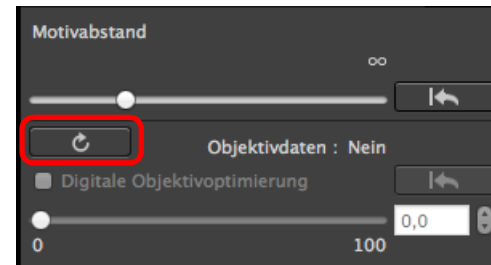 Motivabstand
∞
Objektivdaten : Nein
Digitale Objektivoptimierung
0,0
0 100